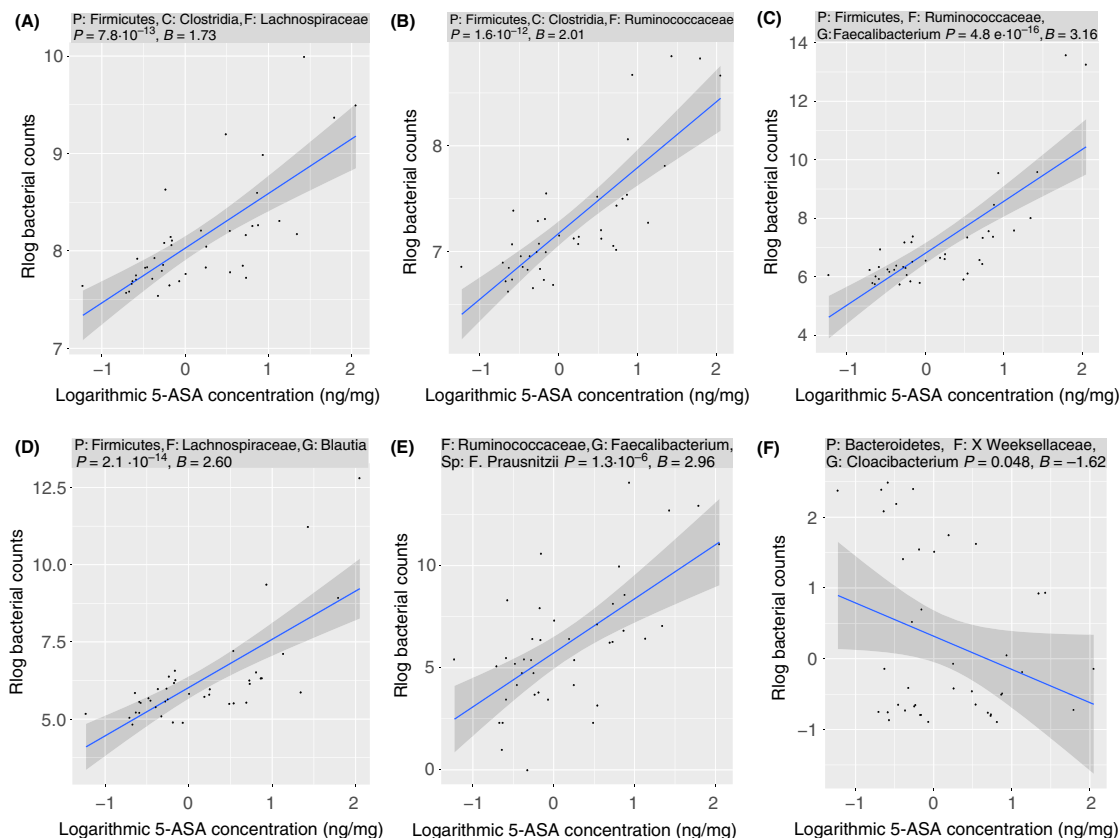 (A)
P: Firmicutes, C: Clostridia, F: Lachnospiraceae
P = 7.8·10⁻¹³, B = 1.73
Rlog bacterial counts
10
9
8
7
−1 0 1 2
Logarithmic 5-ASA concentration (ng/mg)
(B)
P: Firmicutes, C: Clostridia, F: Ruminococcaceae
P = 1.6·10⁻¹², B = 2.01
Rlog bacterial counts
8
7
−1 0 1 2
Logarithmic 5-ASA concentration (ng/mg)
(C)
P: Firmicutes, F: Ruminococcaceae,
G: Faecalibacterium P = 4.8 e·10⁻¹⁶, B = 3.16
Rlog bacterial counts
14
12
10
8
6
4
−1 0 1 2
Logarithmic 5-ASA concentration (ng/mg)
(D)
P: Firmicutes, F: Lachnospiraceae, G: Blautia
P = 2.1 ·10⁻¹⁴, B = 2.60
Rlog bacterial counts
12.5
10.0
7.5
5.0
−1 0 1 2
Logarithmic 5-ASA concentration (ng/mg)
(E)
F: Ruminococcaceae, G: Faecalibacterium,
Sp: F. Prausnitzii P = 1.3·10⁻⁶, B = 2.96
Rlog bacterial counts
10
5
0
−1 0 1 2
Logarithmic 5-ASA concentration (ng/mg)
(F)
P: Bacteroidetes, F: X Weeksellaceae,
G: Cloacibacterium P = 0.048, B = −1.62
Rlog bacterial counts
2
1
0
−1
−1 0 1 2
Logarithmic 5-ASA concentration (ng/mg)